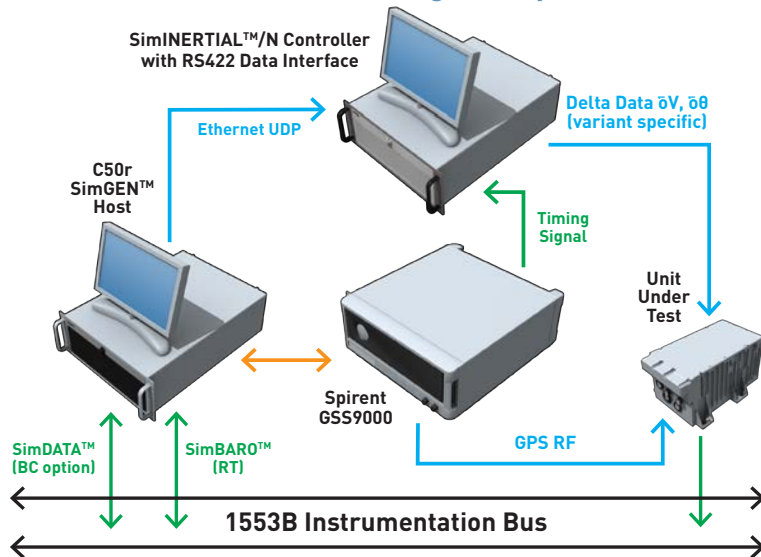 SimINERTIAL™/N Controller
with RS422 Data Interface
Ethernet UDP
Delta Data δV, δθ
(variant specific)
C50r
SimGEN™
Host
Timing
Signal
Unit
Under
Test
Spirent
GSS9000
SimDATA™
(BC option)
SimBARO™
(RT)
GPS RF
1553B Instrumentation Bus